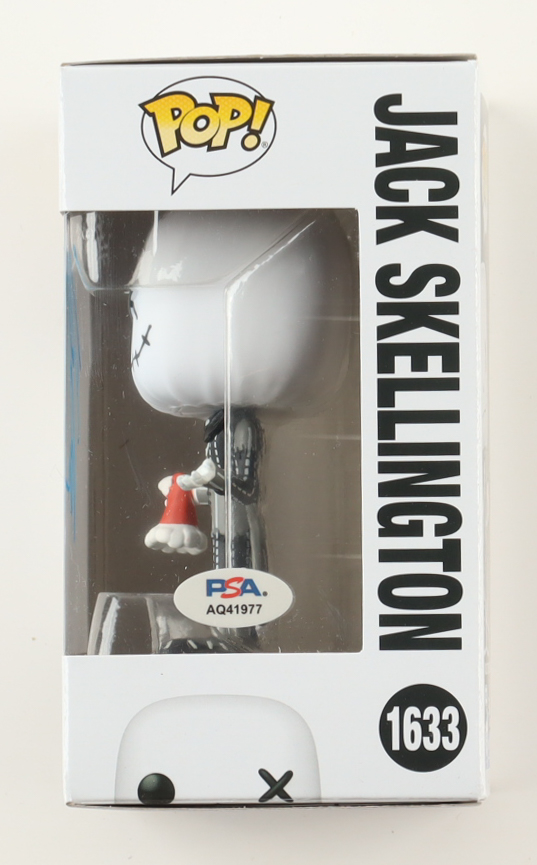 POP!
JACK SKELLINGTON
PSA.
AQ41977
1633